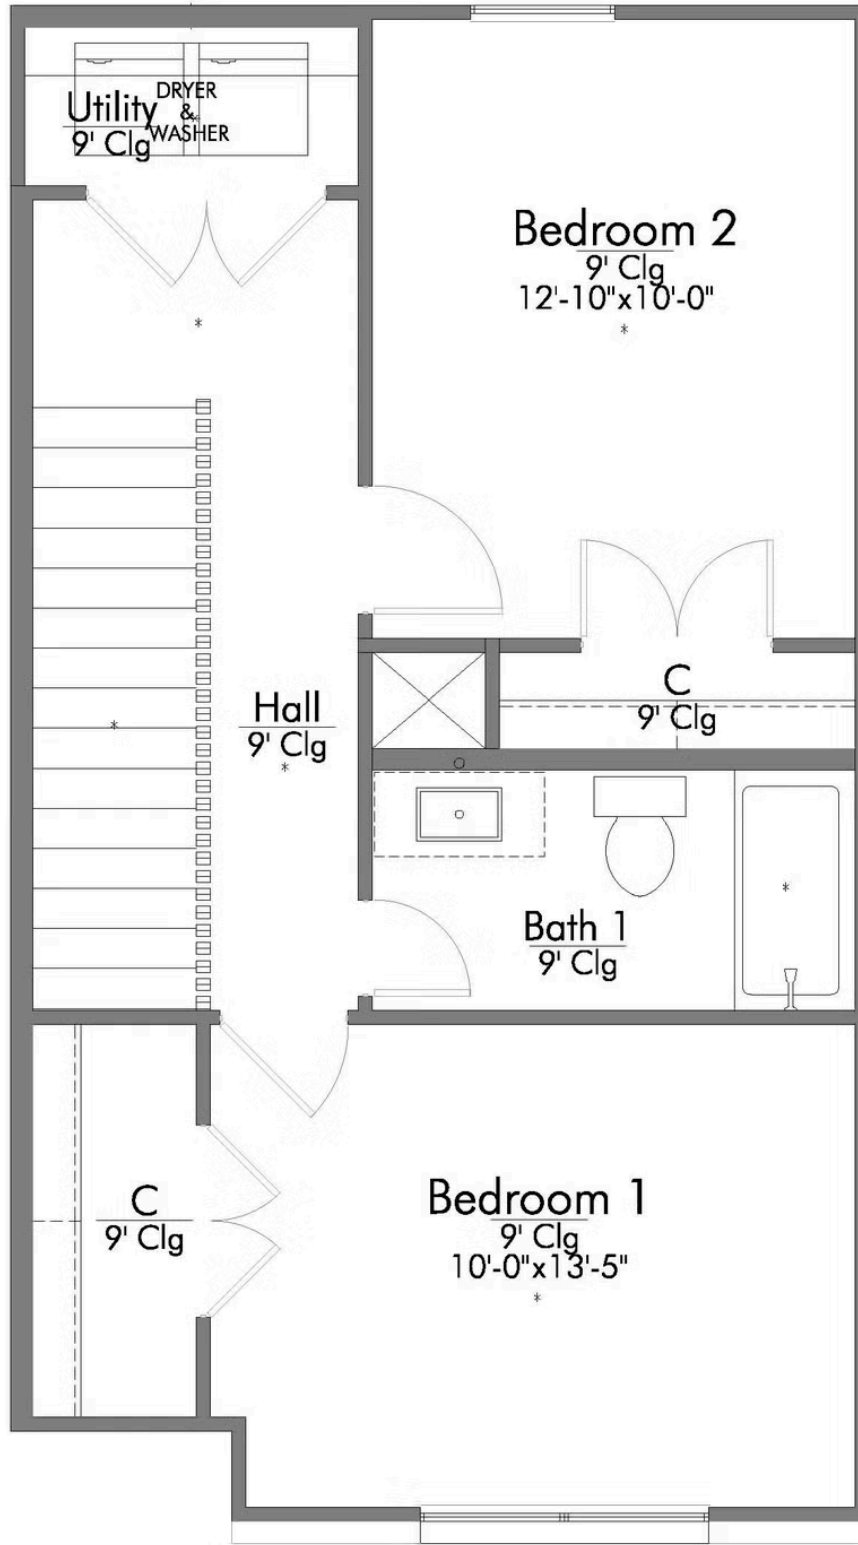 Utility
9' Clg
DRYER
&
WASHER
Bedroom 2
9' Clg
12'-10"x10'-0"
Hall
9' Clg
C
9' Clg
Bath 1
9' Clg
C
9' Clg
Bedroom 1
9' Clg
10'-0"x13'-5"